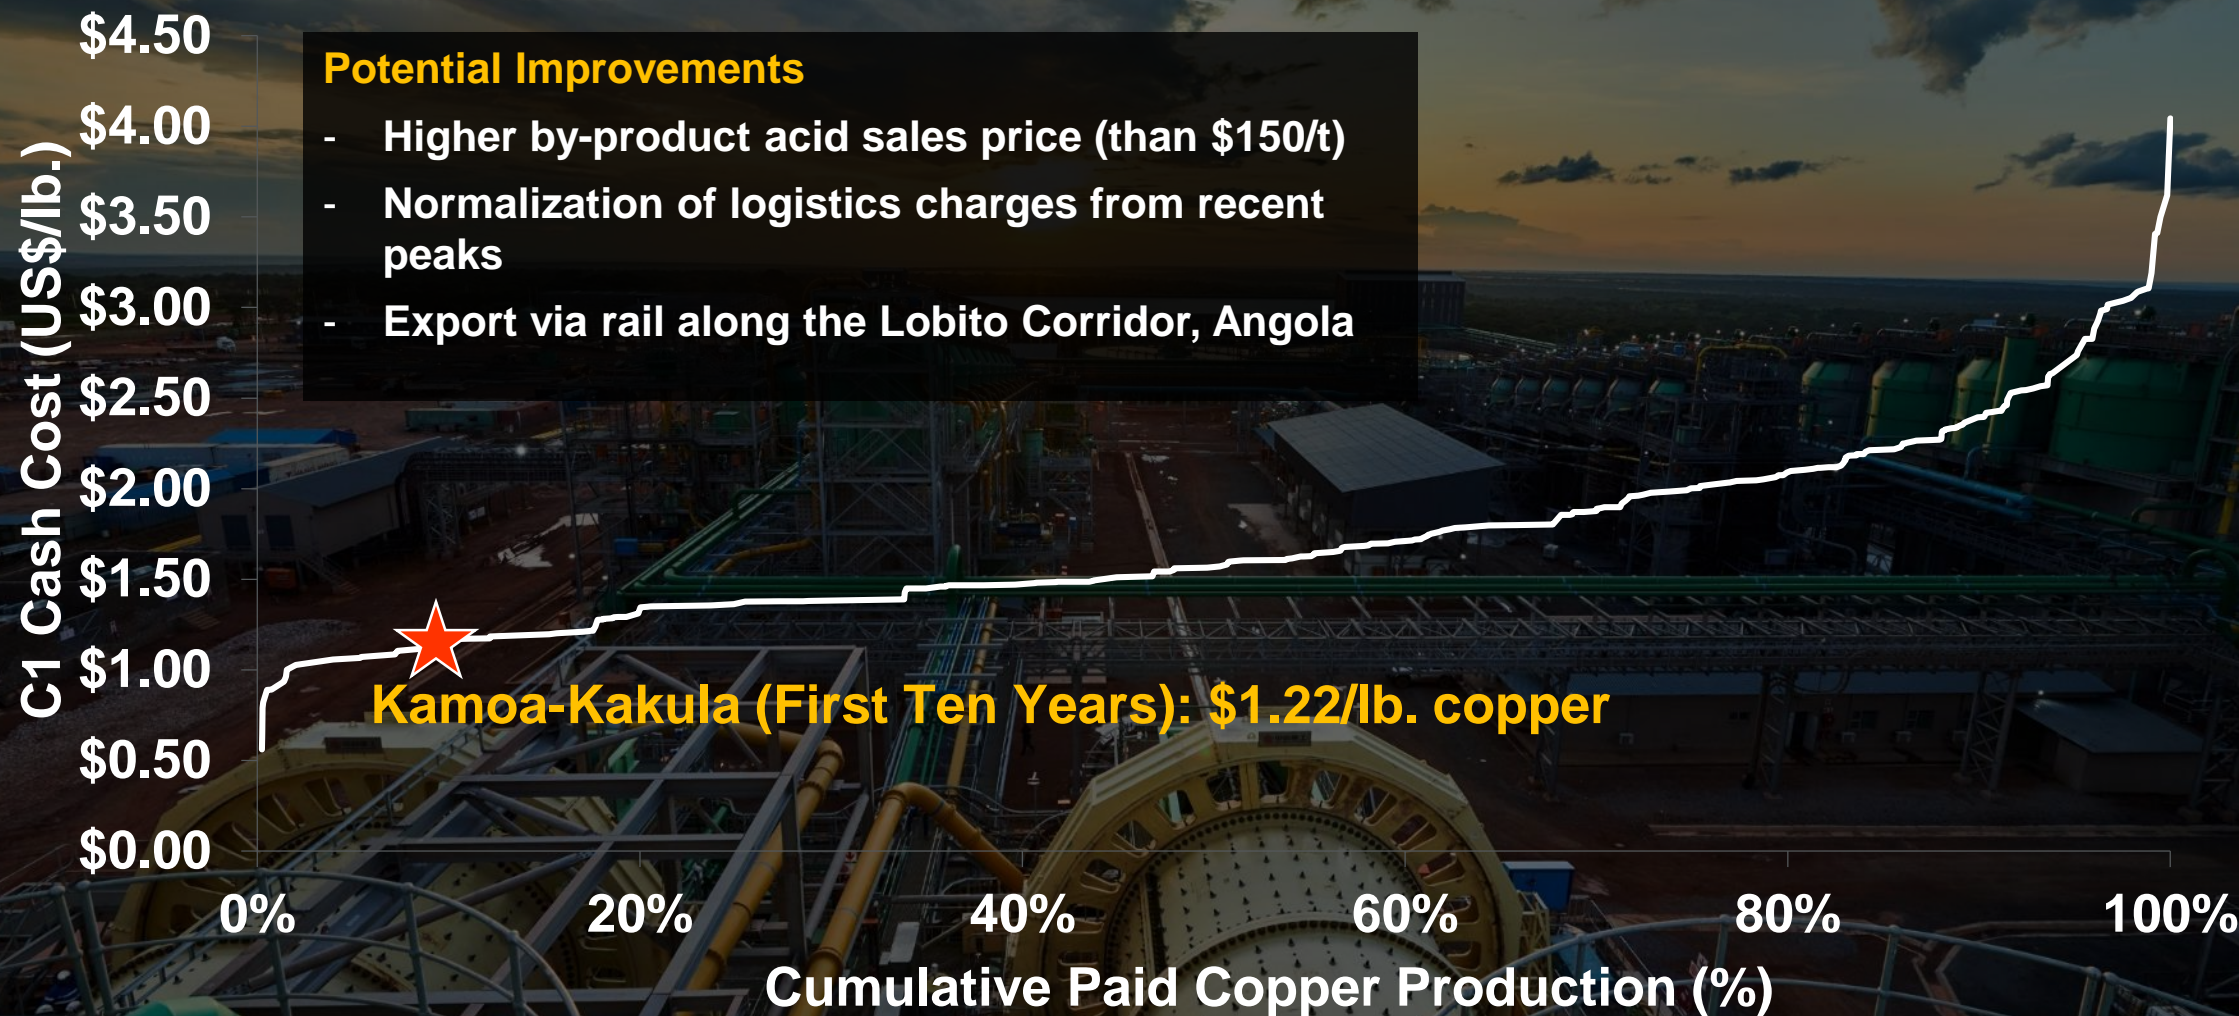 $4.50
$4.00
$3.50
$3.00
$2.50
$2.00
$1.50
$1.00
$0.50
$0.00
C1 Cash Cost (US$/lb.)
Potential Improvements
- Higher by-product acid sales price (than $150/t)
- Normalization of logistics charges from recent
peaks
- Export via rail along the Lobito Corridor, Angola
Kamoa-Kakula (First Ten Years): $1.22/lb. copper
0% 20% 40% 60% 80% 100%
Cumulative Paid Copper Production (%)